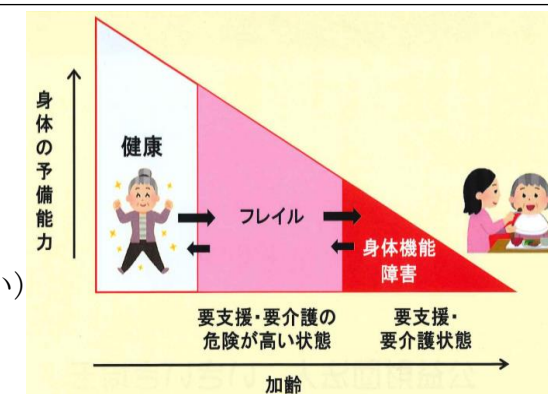 身体の予備能力
健康
フレイル
身体機能
障害
い)
要支援・要介護の
危険が高い状態
要支援・
要介護状態
加齢